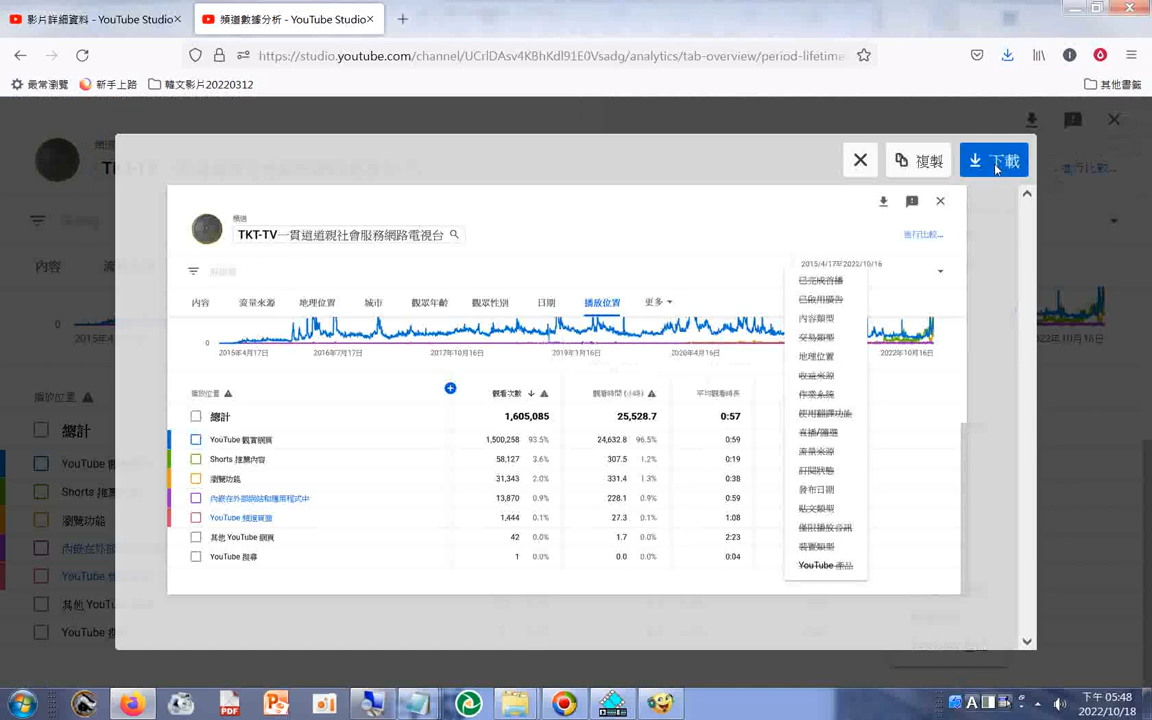 影片詳細資料 - YouTube Studio
頻道數據分析 - YouTube Studio
https://studio.youtube.com/channel/UCrlDAsv4KBhKdl91E0Vsadg/analytics/tab-overview/period-lifetime
最常瀏覽 新手上路 韓文影片20220312 其他書籤
複製 下載
頻道
TKT-TV一貫道道親社會服務網路電視台
進行比較...
2015/4/17至2022/10/16
內容 流量來源 地理位置 城市 觀眾年齡 觀眾性別 日期 播放位置 更多
0
2015年4月17日 2016年7月17日 2017年10月16日 2019年1月16日 2020年4月16日 2022年10月16日
已完成首播
已啟用廣告
內容類型
交易類型
地理位置
收益來源
作業系統
使用翻譯功能
直播/隨選
流量來源
訂閱狀態
發布日期
貼文類型
僅限播放音訊
裝置類型
YouTube 產品
播放位置 觀看次數 觀看時間 (小時) 平均觀看時長
總計 1,605,085 25,528.7 0:57
YouTube 觀賞網頁 1,500,258 93.5% 24,632.8 96.5% 0:59
Shorts 推薦內容 58,127 3.6% 307.5 1.2% 0:19
瀏覽功能 31,343 2.0% 331.4 1.3% 0:38
內嵌在外部網站和應用程式中 13,870 0.9% 228.1 0.9% 0:59
YouTube 頻道頁面 1,444 0.1% 27.3 0.1% 1:08
其他 YouTube 網頁 42 0.0% 1.7 0.0% 2:23
YouTube 搜尋 1 0.0% 0.0 0.0% 0:04
內容
0
2015年4
播放位置
總計
YouTube
Shorts 推薦
瀏覽功能
內嵌在外部
YouTube
其他 YouTu
YouTube
PDF
A
下午 05:48
2022/10/18